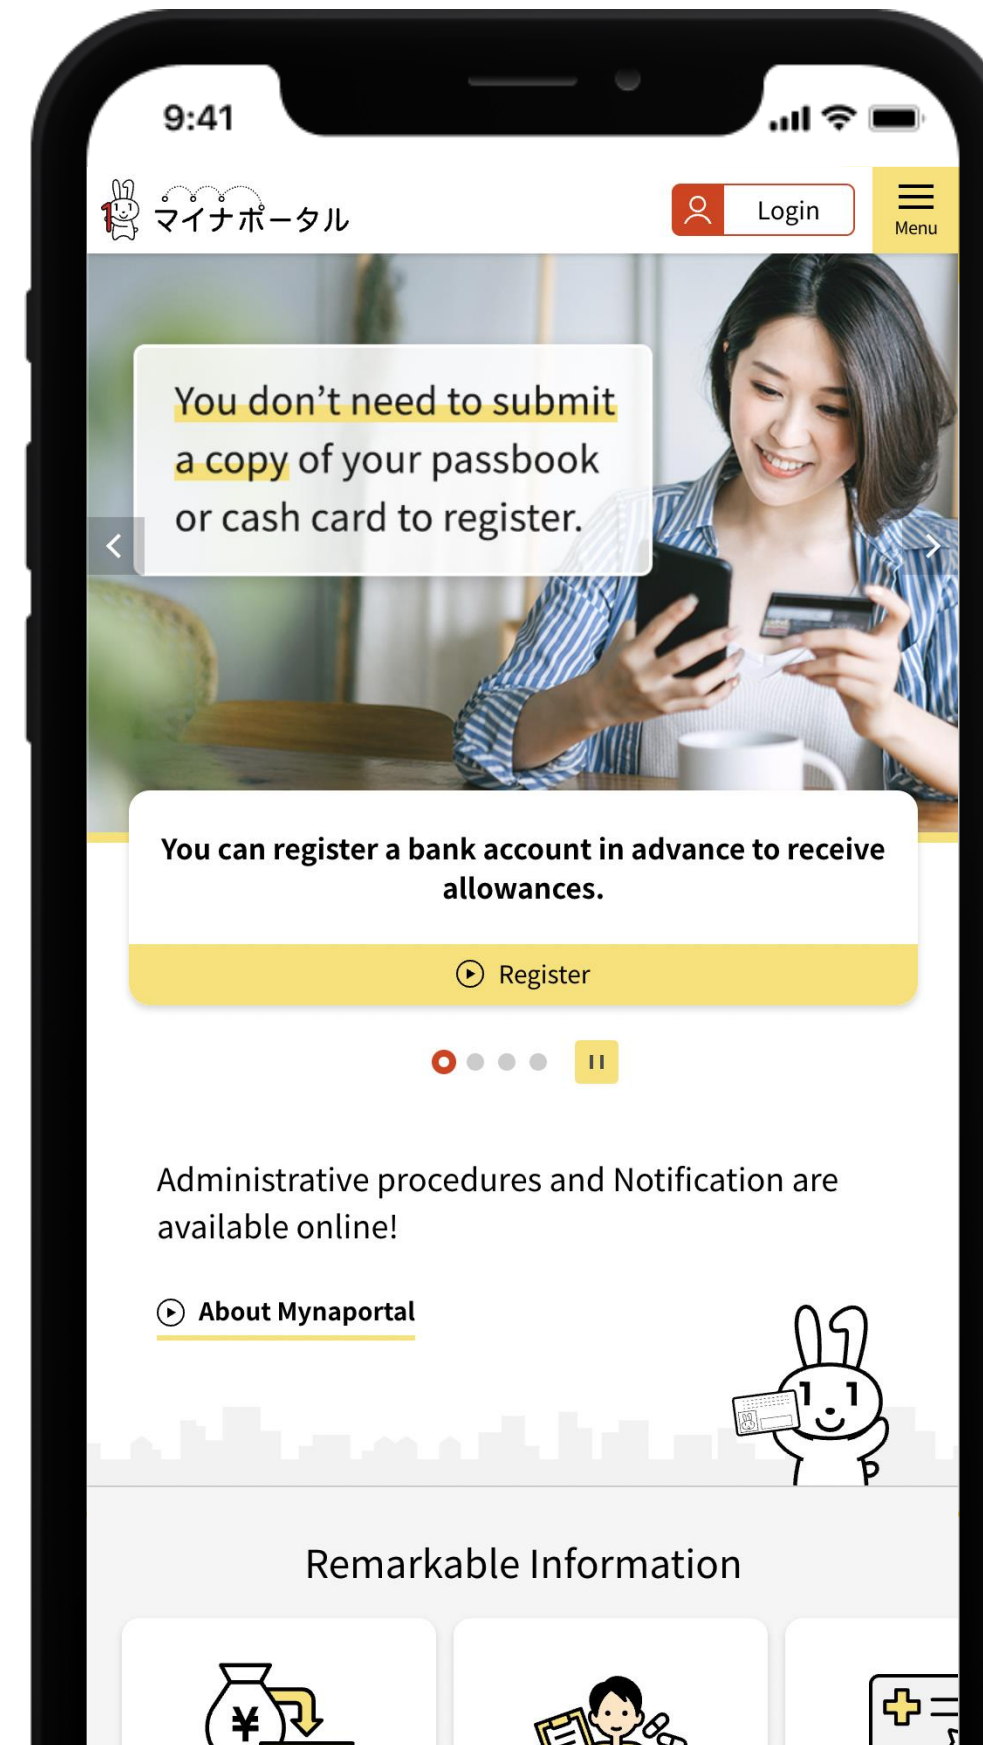 9:41
マイナポータル
Login
Menu
You don't need to submit
a copy of your passbook
or cash card to register.
You can register a bank account in advance to receive
allowances.
Register
Administrative procedures and Notification are
available online!
About Mynaportal
Remarkable Information
¥